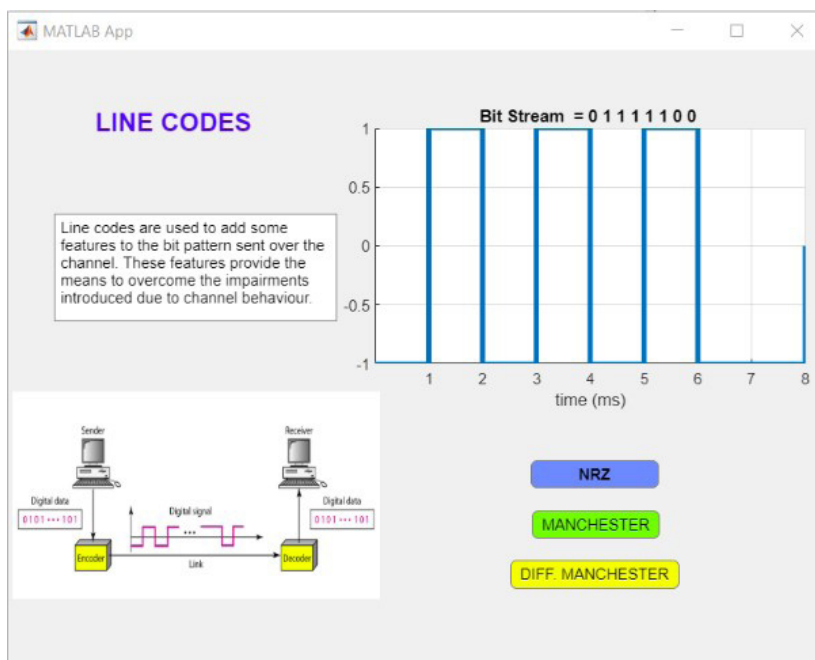 MATLAB App
LINE CODES
Line codes are used to add some
features to the bit pattern sent over the
channel. These features provide the
means to overcome the impairments
introduced due to channel behaviour.
Bit Stream = 0 1 1 1 1 1 0 0
1
0.5
0
-0.5
-1
1 2 3 4 5 6 7 8
time (ms)
Sender
Receiver
Digital data
Digital signal
Digital data
0101•••101
•••
•••
0101•••101
Encoder
Link
Decoder
NRZ
MANCHESTER
DIFF. MANCHESTER